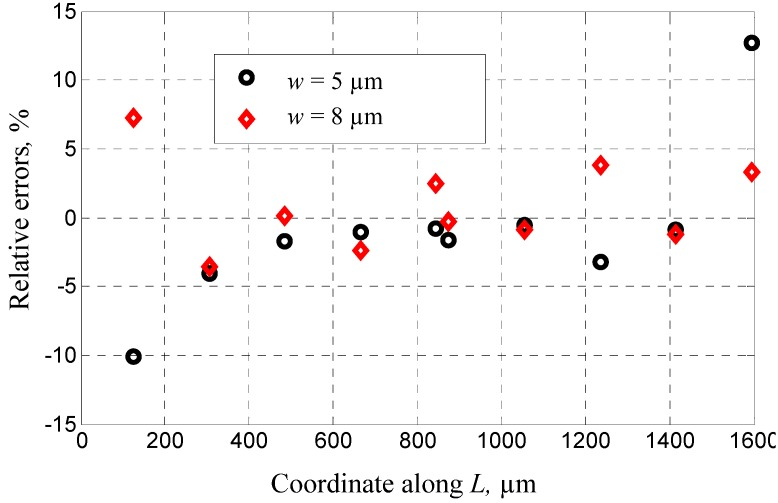 15
10
5
0
-5
-10
-15
Relative errors, %
w = 5 µm
w = 8 µm
0 200 400 600 800 1000 1200 1400 1600
Coordinate along L, µm